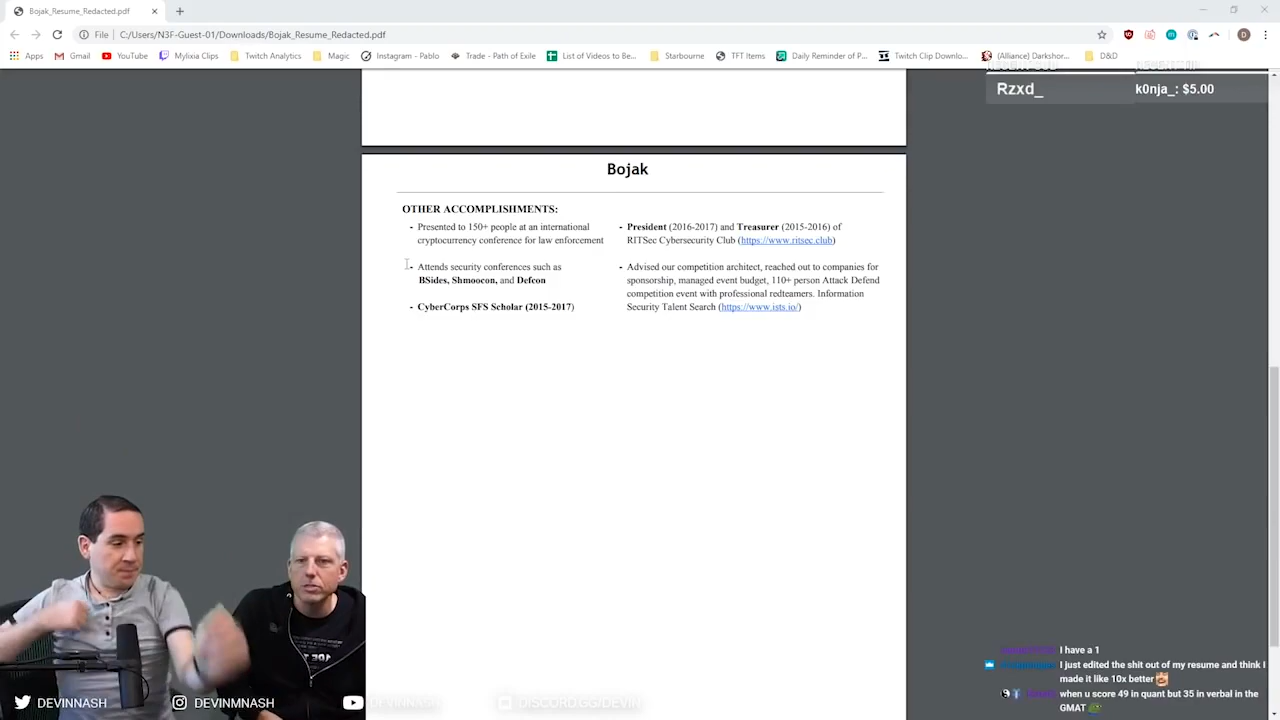 Bojak_Resume_Redacted.pdf
File
C:/Users/N3F-Guest-01/Downloads/Bojak_Resume_Redacted.pdf
D
Apps
Gmail
YouTube
Mylixia Clips
Twitch Analytics
Magic
Instagram - Pablo
Trade - Path of Exile
List of Videos to Be...
Starbourne
TFT Items
Daily Reminder of P...
Twitch Clip Downlo...
(Alliance) Darkshor...
D&D
Rzxd_
k0nja_: $5.00
Bojak
OTHER ACCOMPLISHMENTS:
- Presented to 150+ people at an international
cryptocurrency conference for law enforcement
- Attends security conferences such as
BSides, Shmoocon, and Defcon
- CyberCorps SFS Scholar (2015-2017)
- President (2016-2017) and Treasurer (2015-2016) of
RITSec Cybersecurity Club (https://www.ritsec.club)
- Advised our competition architect, reached out to companies for
sponsorship, managed event budget, 110+ person Attack Defend
competition event with professional redteamers. Information
Security Talent Search (https://www.ists.io/)
I have a 1
I just edited the shit out of my resume and think I
made it like 10x better
when u score 49 in quant but 35 in verbal in the
GMAT
DEVINNASH
DEVINMNASH
DEVINNASH
DISCORD.GG/DEVIN